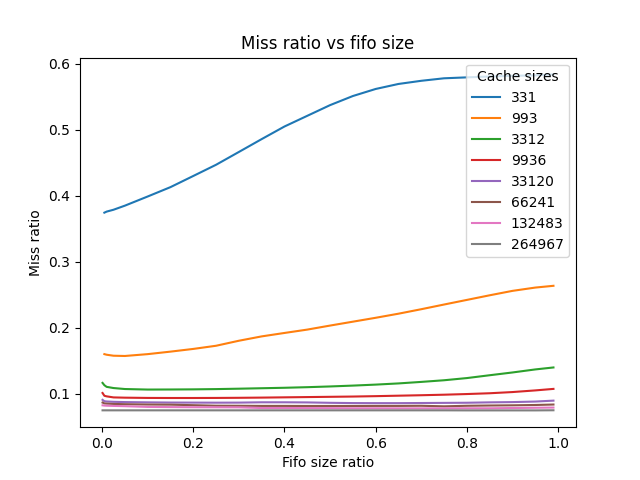 Miss ratio vs fifo size
Miss ratio
0.6
0.5
0.4
0.3
0.2
0.1
Cache sizes
331
993
3312
9936
33120
66241
132483
264967
0.0 0.2 0.4 0.6 0.8 1.0
Fifo size ratio